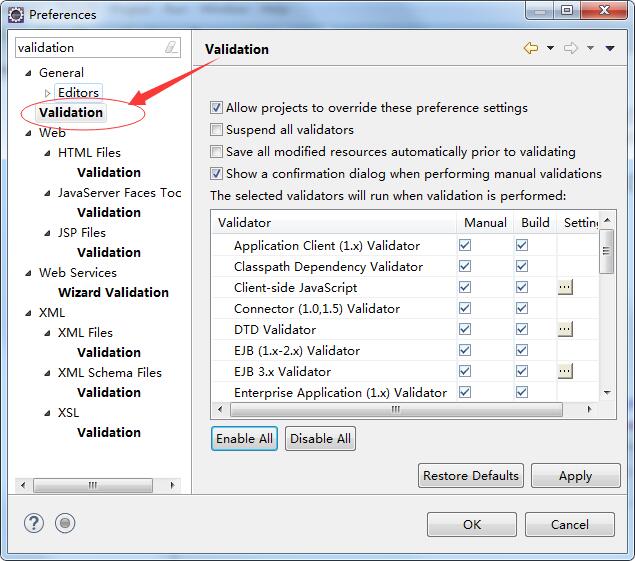 Preferences
validation
General
Editors
Validation
Web
HTML Files
Validation
JavaServer Faces Toc
Validation
JSP Files
Validation
Web Services
Wizard Validation
XML
XML Files
Validation
XML Schema Files
Validation
XSL
Validation
Validation
Allow projects to override these preference settings
Suspend all validators
Save all modified resources automatically prior to validating
Show a confirmation dialog when performing manual validations
The selected validators will run when validation is performed:
Validator Manual Build Settin
Application Client (1.x) Validator
Classpath Dependency Validator
Client-side JavaScript ...
Connector (1.0,1.5) Validator
DTD Validator ...
EJB (1.x-2.x) Validator
EJB 3.x Validator ...
Enterprise Application (1.x) Validator
Enable All Disable All
Restore Defaults Apply
? OK Cancel